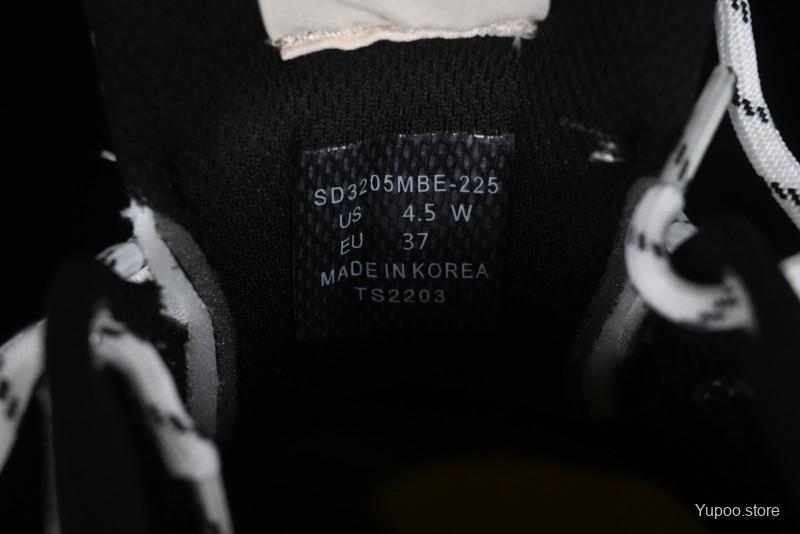 SD3205MBE-225
US 4.5 W
EU 37
MADE IN KOREA
TS2203
Yupoo.store